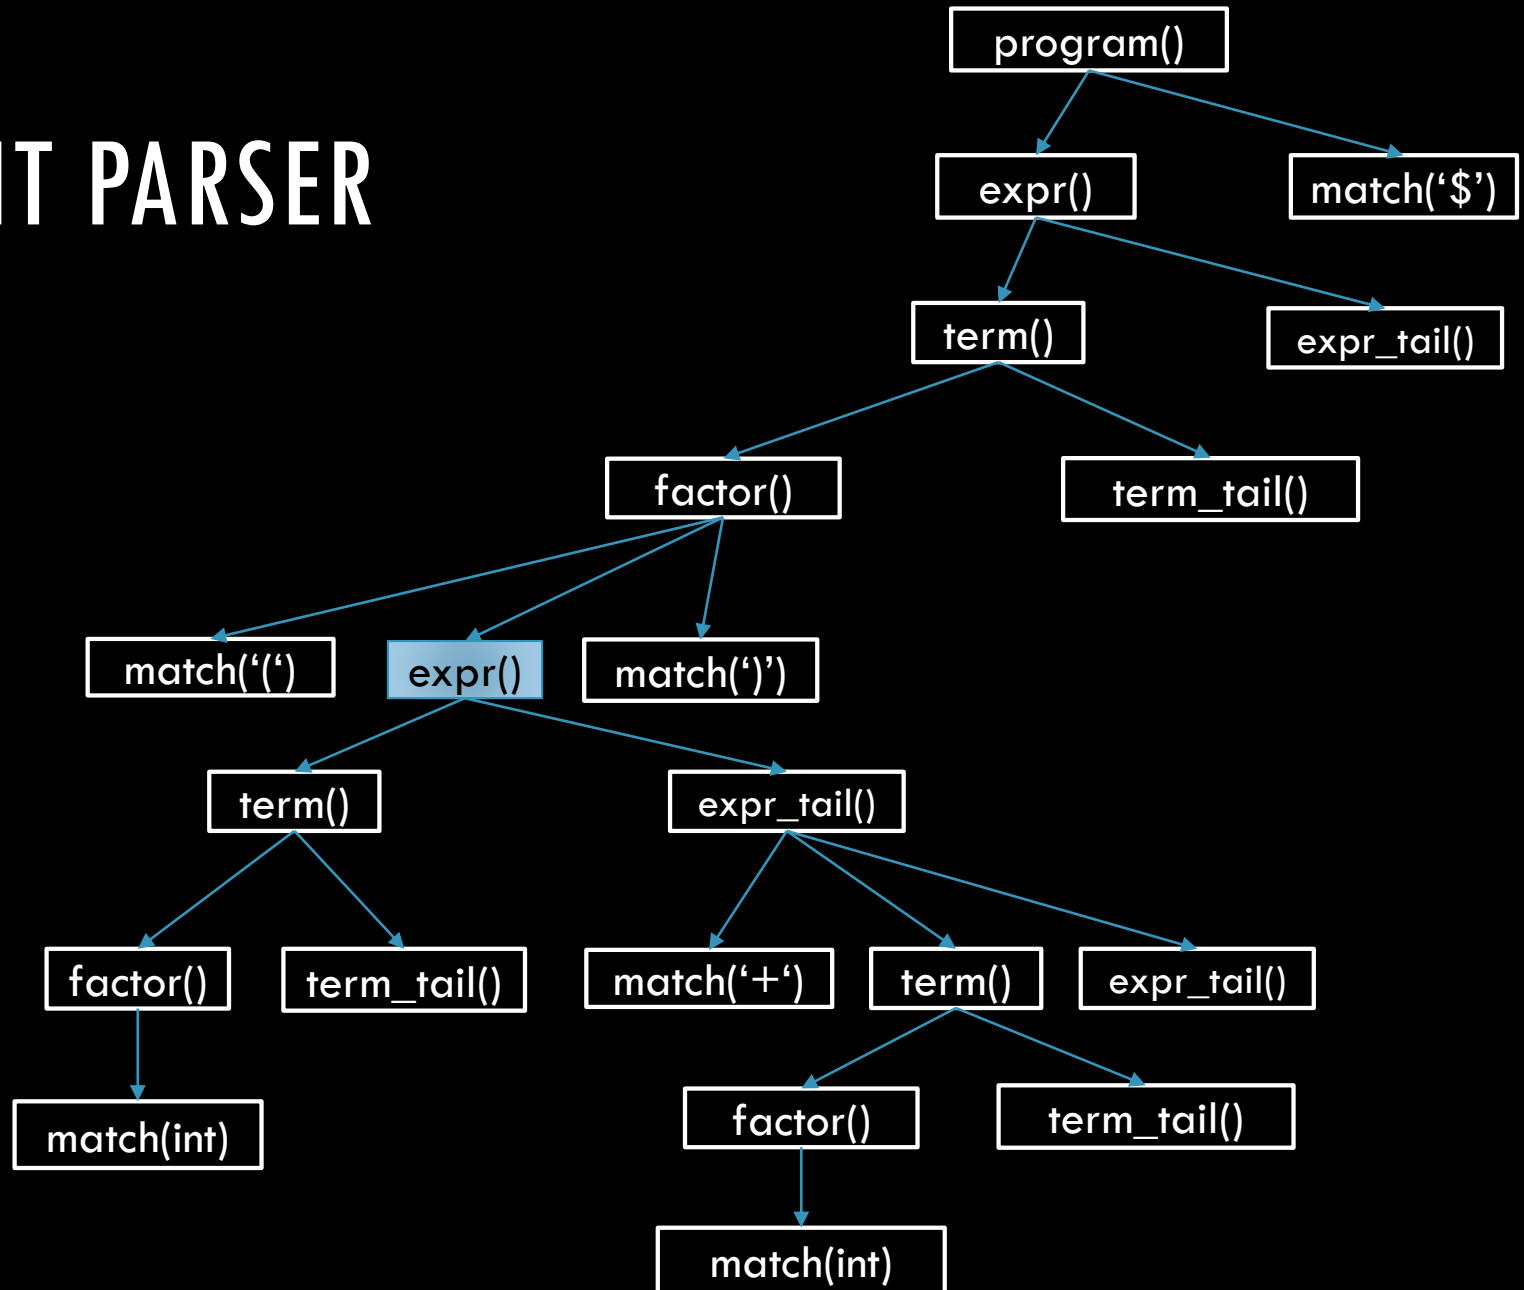 program()
NT PARSER
expr()
match(‘$’)
term()
expr_tail()
factor()
term_tail()
match(‘(‘)
expr()
match(‘)’)
term()
expr_tail()
factor()
term_tail()
match(‘+‘)
term()
expr_tail()
match(int)
factor()
term_tail()
match(int)